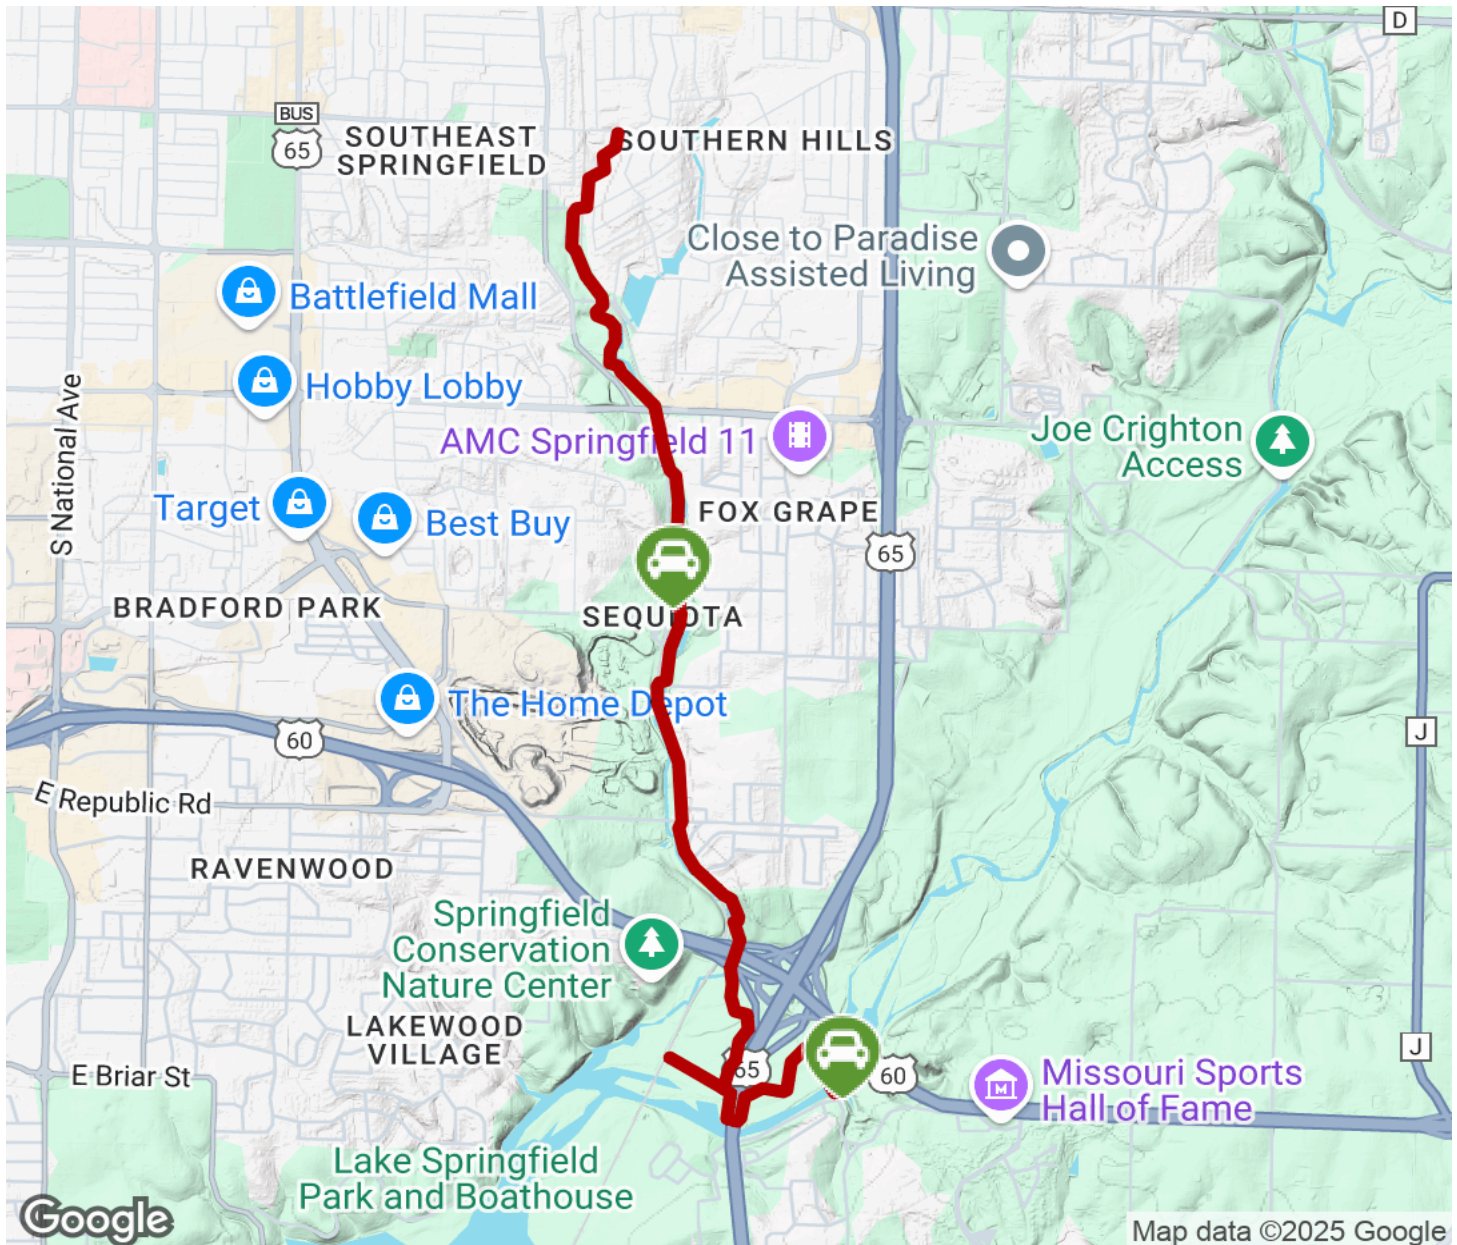 D
BUS
65
SOUTHEAST
SPRINGFIELD
SOUTHERN HILLS
Close to Paradise
Assisted Living
Battlefield Mall
Hobby Lobby
S National Ave
AMC Springfield 11
Joe Crighton
Access
Target
Best Buy
FOX GRAPE
65
BRADFORD PARK
SEQUIOTA
The Home Depot
60
J
E Republic Rd
RAVENWOOD
Springfield
Conservation
Nature Center
LAKEWOOD
VILLAGE
J
E Briar St
65
60
Missouri Sports
Hall of Fame
M
Lake Springfield
Park and Boathouse
Google
Map data ©2025 Google